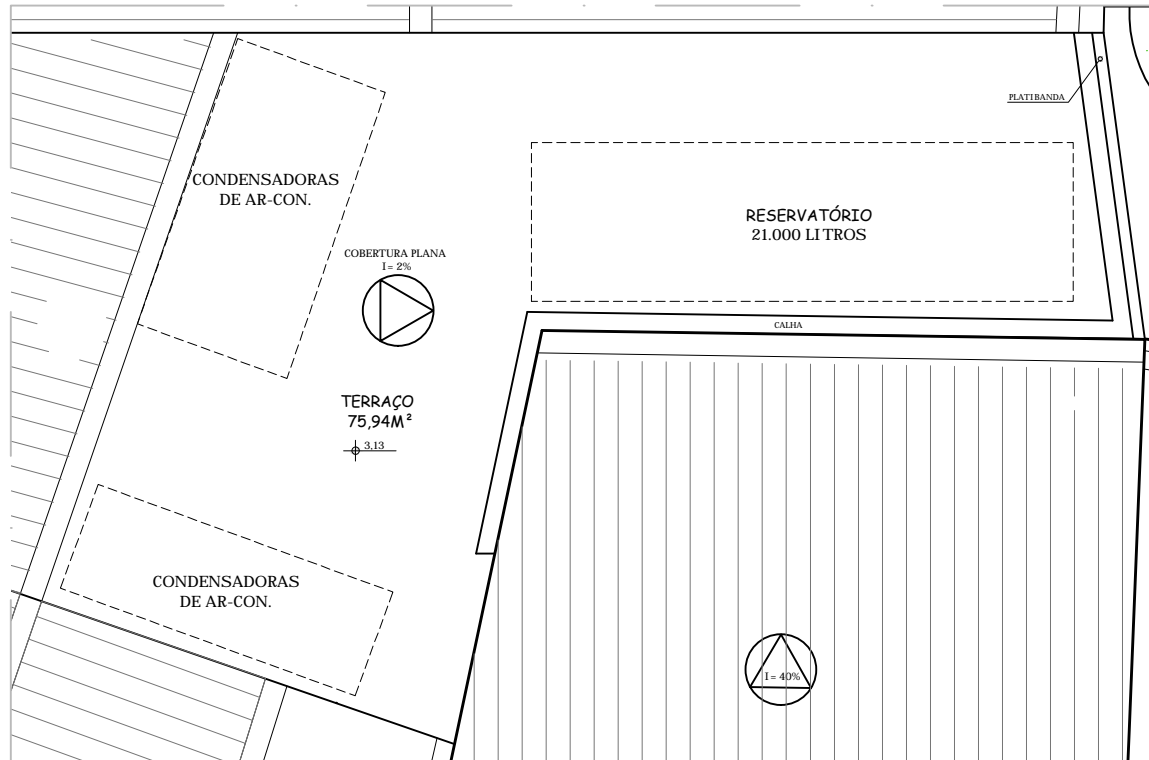 PLATIBANDA
CONDENSADORAS
DE AR-CON.
RESERVATÓRIO
21.000 LITROS
COBERTURA PLANA
I= 2%
CALHA
TERRAÇO
75,94M²
3,13
CONDENSADORAS
DE AR-CON.
I= 40%